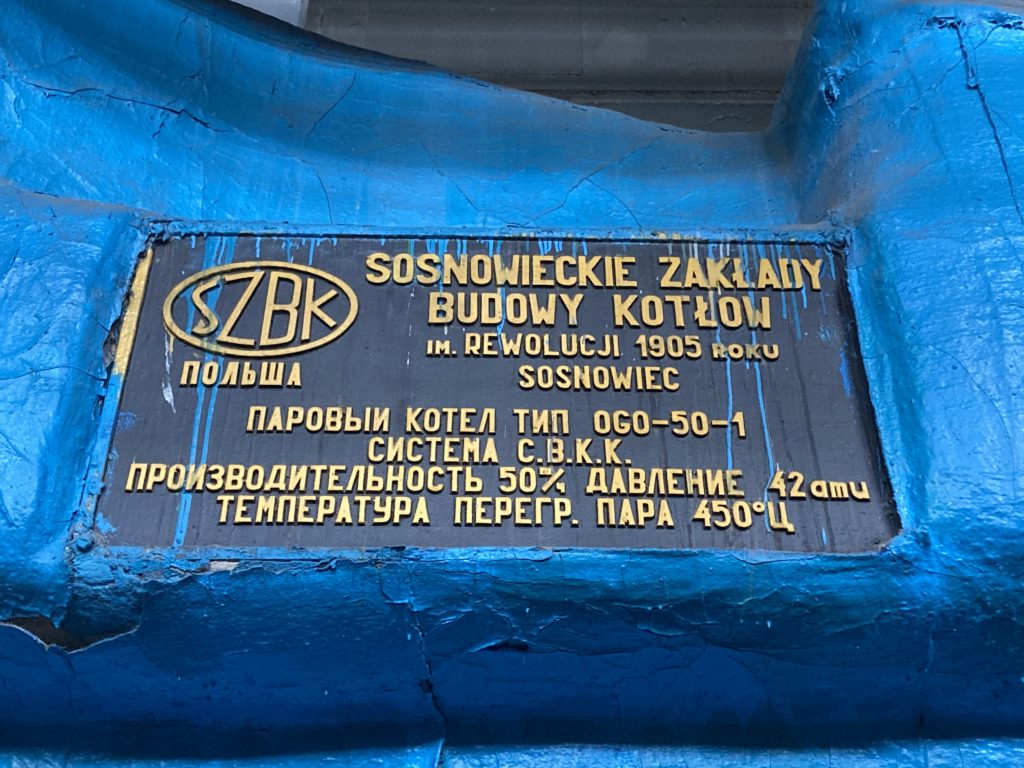 SZBK
ПОЛЬША
SOSNOWIECKIE ZAKŁADY
BUDOWY KOTŁÓW
IM. REWOLUCJI 1905 ROKU
SOSNOWIEC
ПАРОВЫИ КОТЕЛ ТИП OGO-50-1
СИСТЕМА С.В.К.К.
ПРОИЗВОДИТЕЛЬНОСТЬ 50 т/ч ДАВЛЕНИЕ 42 ати
ТЕМПЕРАТУРА ПЕРЕГР. ПАРА 450°Ц